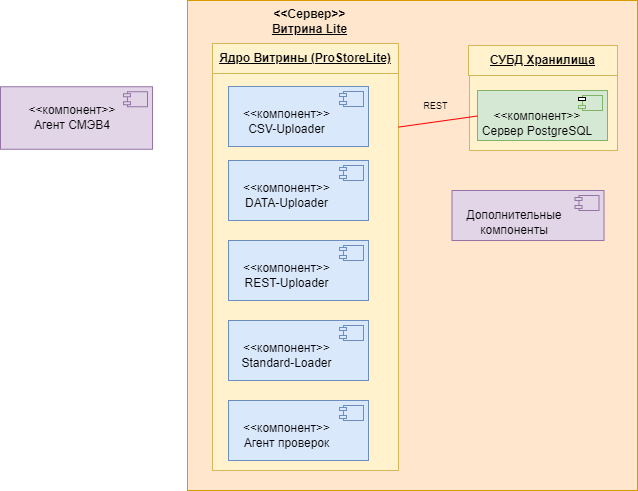 <<Сервер>>
Витрина Lite
Ядро Витрины (ProStoreLite)
СУБД Хранилища
<<компонент>>
Агент СМЭВ4
<<компонент>>
CSV-Uploader
REST
<<компонент>>
Сервер PostgreSQL
<<компонент>>
DATA-Uploader
Дополнительные
компоненты
<<компонент>>
REST-Uploader
<<компонент>>
Standard-Loader
<<компонент>>
Агент проверок